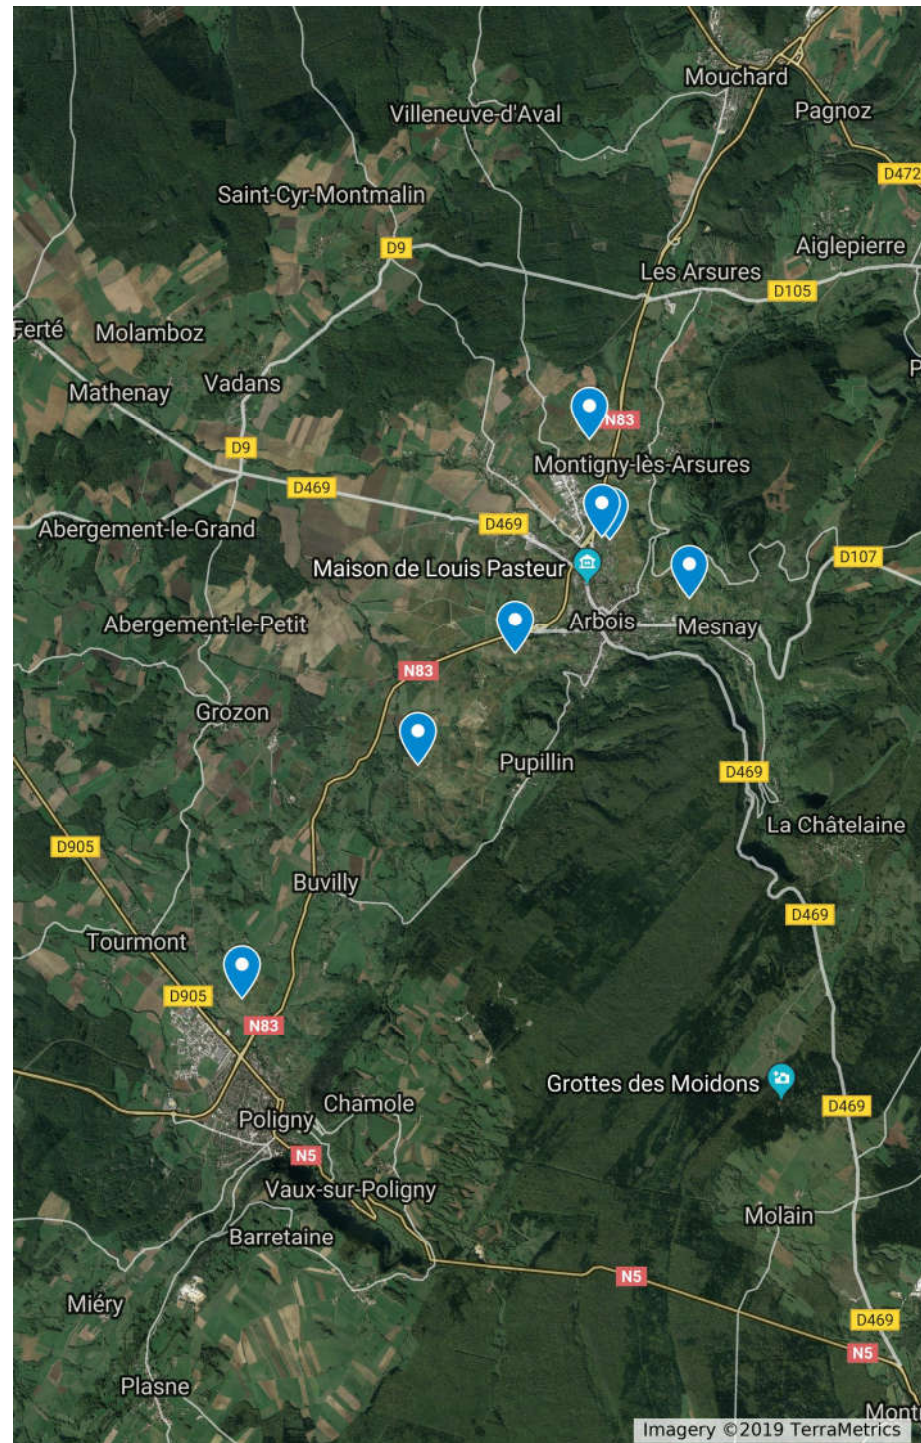 Mouchard
Villeneuve-d'Aval
Pagnoz
D472
Saint-Cyr-Montmalin
D9
Aiglepierre
Les Arsures
D105
Ferté
Molamboz
Vadans
Mathenay
P
N83
D9
Montigny-lès-Arsures
D469
D469
Abergement-le-Grand
D107
Maison de Louis Pasteur
Arbois
Mesnay
Abergement-le-Petit
N83
Grozon
Pupillin
D469
La Châtelaine
D905
Buvilly
D469
Tourmont
D905
N83
Grottes des Moidons
Chamole
D469
Poligny
N5
Vaux-sur-Poligny
Molain
Barretaine
N5
Miéry
D469
N5
Plasne
Montr
Imagery ©2019 TerraMetrics